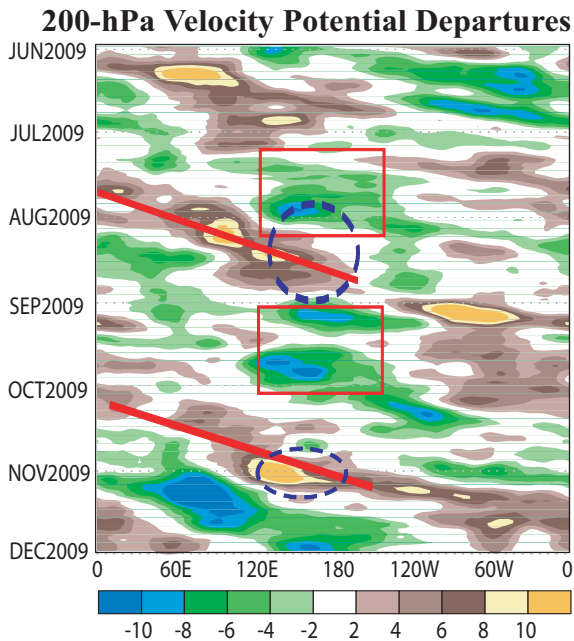 200-hPa Velocity Potential Departures
JUN2009
JUL2009
AUG2009
SEP2009
OCT2009
NOV2009
DEC2009
0 60E 120E 180 120W 60W 0
-10 -8 -6 -4 -2 2 4 6 8 10